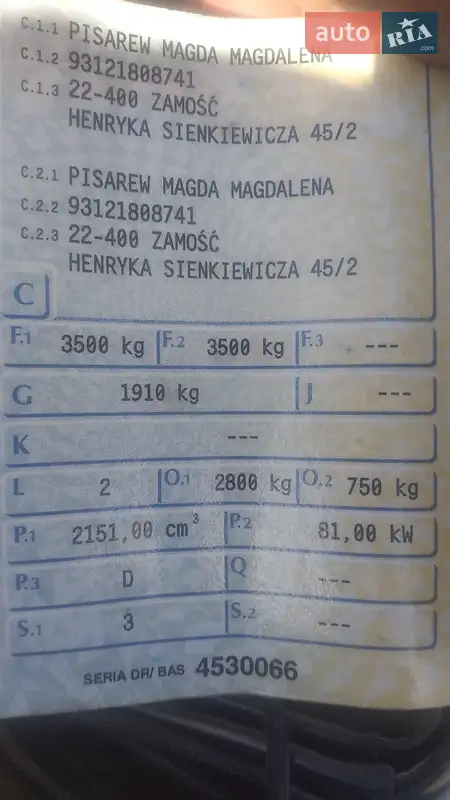 auto RIA .com
C.1.1 PISAREW MAGDA MAGDALENA
C.1.2 93121808741
C.1.3 22-400 ZAMOŚĆ
HENRYKA SIENKIEWICZA 45/2
C.2.1 PISAREW MAGDA MAGDALENA
C.2.2 93121808741
C.2.3 22-400 ZAMOŚĆ
HENRYKA SIENKIEWICZA 45/2
C
F.1 3500 kg F.2 3500 kg F.3 ---
G 1910 kg J ---
K ---
L 2 O.1 2800 kg O.2 750 kg
P.1 2151,00 cm³ P.2 81,00 kW
P.3 D Q ---
S.1 3 S.2 ---
SERIA DR/ BAS 4530066